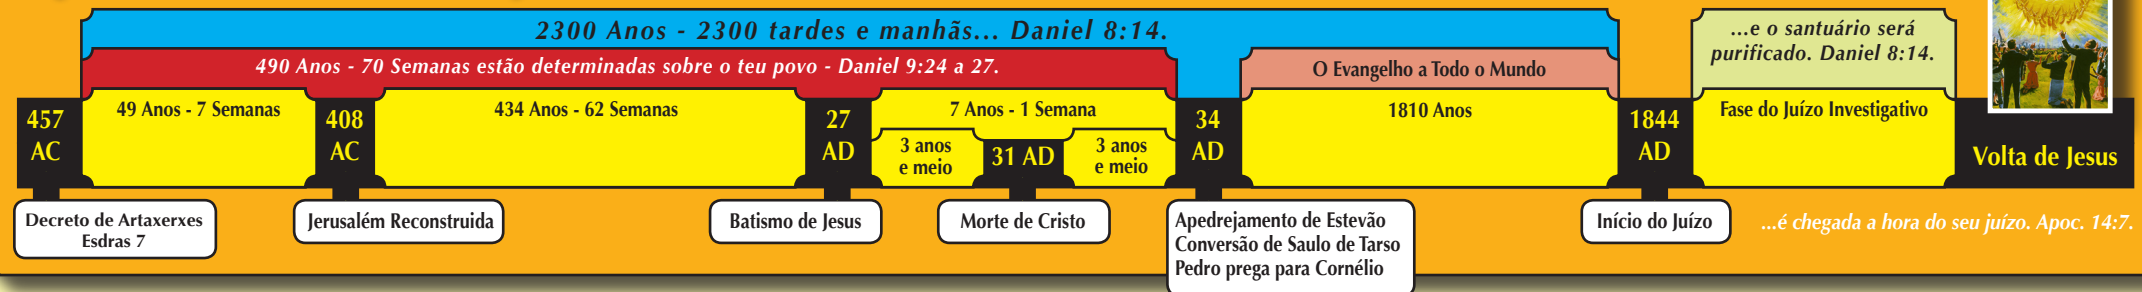 2300 Anos - 2300 tardes e manhãs... Daniel 8:14.
490 Anos - 70 Semanas estão determinadas sobre o teu povo - Daniel 9:24 a 27.
O Evangelho a Todo o Mundo
...e o santuário será
purificado. Daniel 8:14.
457
AC
49 Anos - 7 Semanas
408
AC
434 Anos - 62 Semanas
27
AD
7 Anos - 1 Semana
3 anos
e meio
31 AD
3 anos
e meio
34
AD
1810 Anos
1844
AD
Fase do Juízo Investigativo
Volta de Jesus
Decreto de Artaxerxes
Esdras 7
Jerusalém Reconstruida
Batismo de Jesus
Morte de Cristo
Apedrejamento de Estevão
Conversão de Saulo de Tarso
Pedro prega para Cornélio
Início do Juízo
...é chegada a hora do seu juízo. Apoc. 14:7.